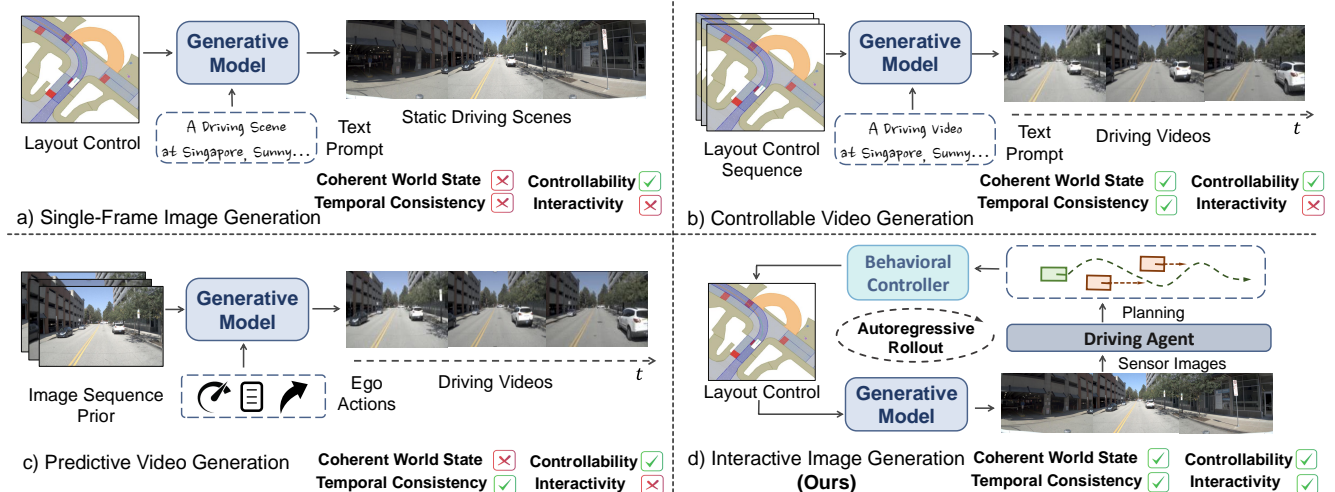 Generative
Model
Layout Control
A Driving Scene
at Singapore, Sunny...
Text
Prompt
Static Driving Scenes
Coherent World State
Controllability
Temporal Consistency
Interactivity
a) Single-Frame Image Generation
Generative
Model
Layout Control
Sequence
A Driving Video
at Singapore, Sunny...
Text
Prompt
Driving Videos
t
Coherent World State
Controllability
Temporal Consistency
Interactivity
b) Controllable Video Generation
Generative
Model
Image Sequence
Prior
Ego
Actions
Driving Videos
t
c) Predictive Video Generation
Coherent World State
Controllability
Temporal Consistency
Interactivity
Behavioral
Controller
Planning
Autoregressive
Rollout
Driving Agent
Sensor Images
Layout Control
Generative
Model
d) Interactive Image Generation
(Ours)
Coherent World State
Controllability
Temporal Consistency
Interactivity